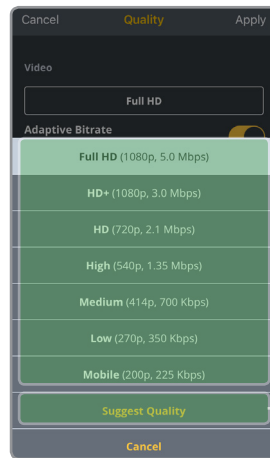 Cancel Quality Apply
Video
Full HD
Adaptive Bitrate
Full HD (1080p, 5.0 Mbps)
HD+ (1080p, 3.0 Mbps)
HD (720p, 2.1 Mbps)
High (540p, 1.35 Mbps)
Medium (414p, 700 Kbps)
Low (270p, 350 Kbps)
Mobile (200p, 225 Kbps)
Suggest Quality
Cancel